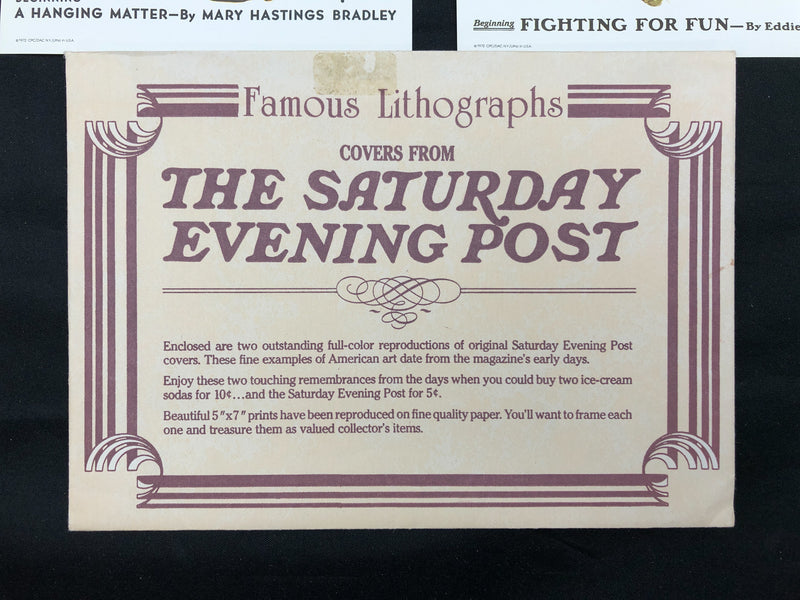 A HANGING MATTER—By MARY HASTINGS BRADLEY
Beginning FIGHTING FOR FUN—By Eddie
Famous Lithographs
COVERS FROM
THE SATURDAY
EVENING POST
Enclosed are two outstanding full-color reproductions of original Saturday Evening Post
covers. These fine examples of American art date from the magazine's early days.
Enjoy these two touching remembrances from the days when you could buy two ice-cream
sodas for 10¢...and the Saturday Evening Post for 5¢.
Beautiful 5"x7" prints have been reproduced on fine quality paper. You'll want to frame each
one and treasure them as valued collector's items.